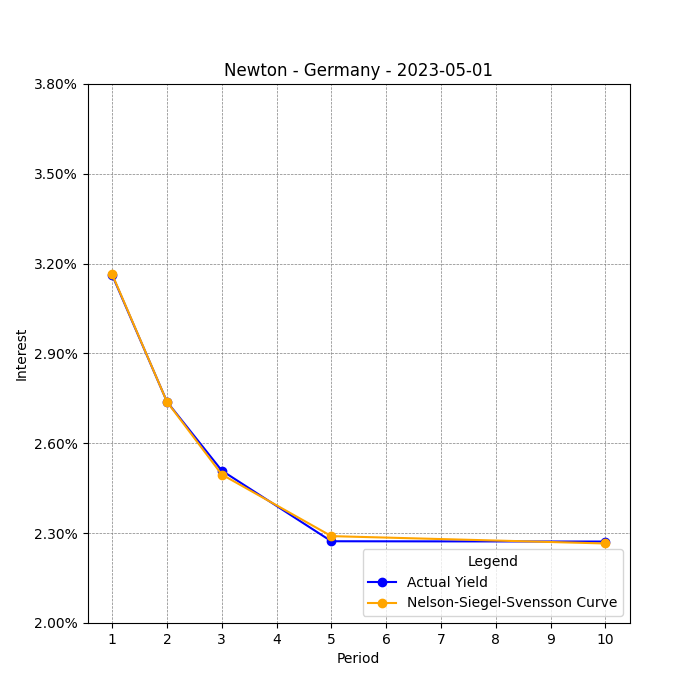 Newton - Germany - 2023-05-01
3.80%
3.50%
3.20%
2.90%
2.60%
2.30%
2.00%
Interest
Legend
Actual Yield
Nelson-Siegel-Svensson Curve
1 2 3 4 5 6 7 8 9 10
Period